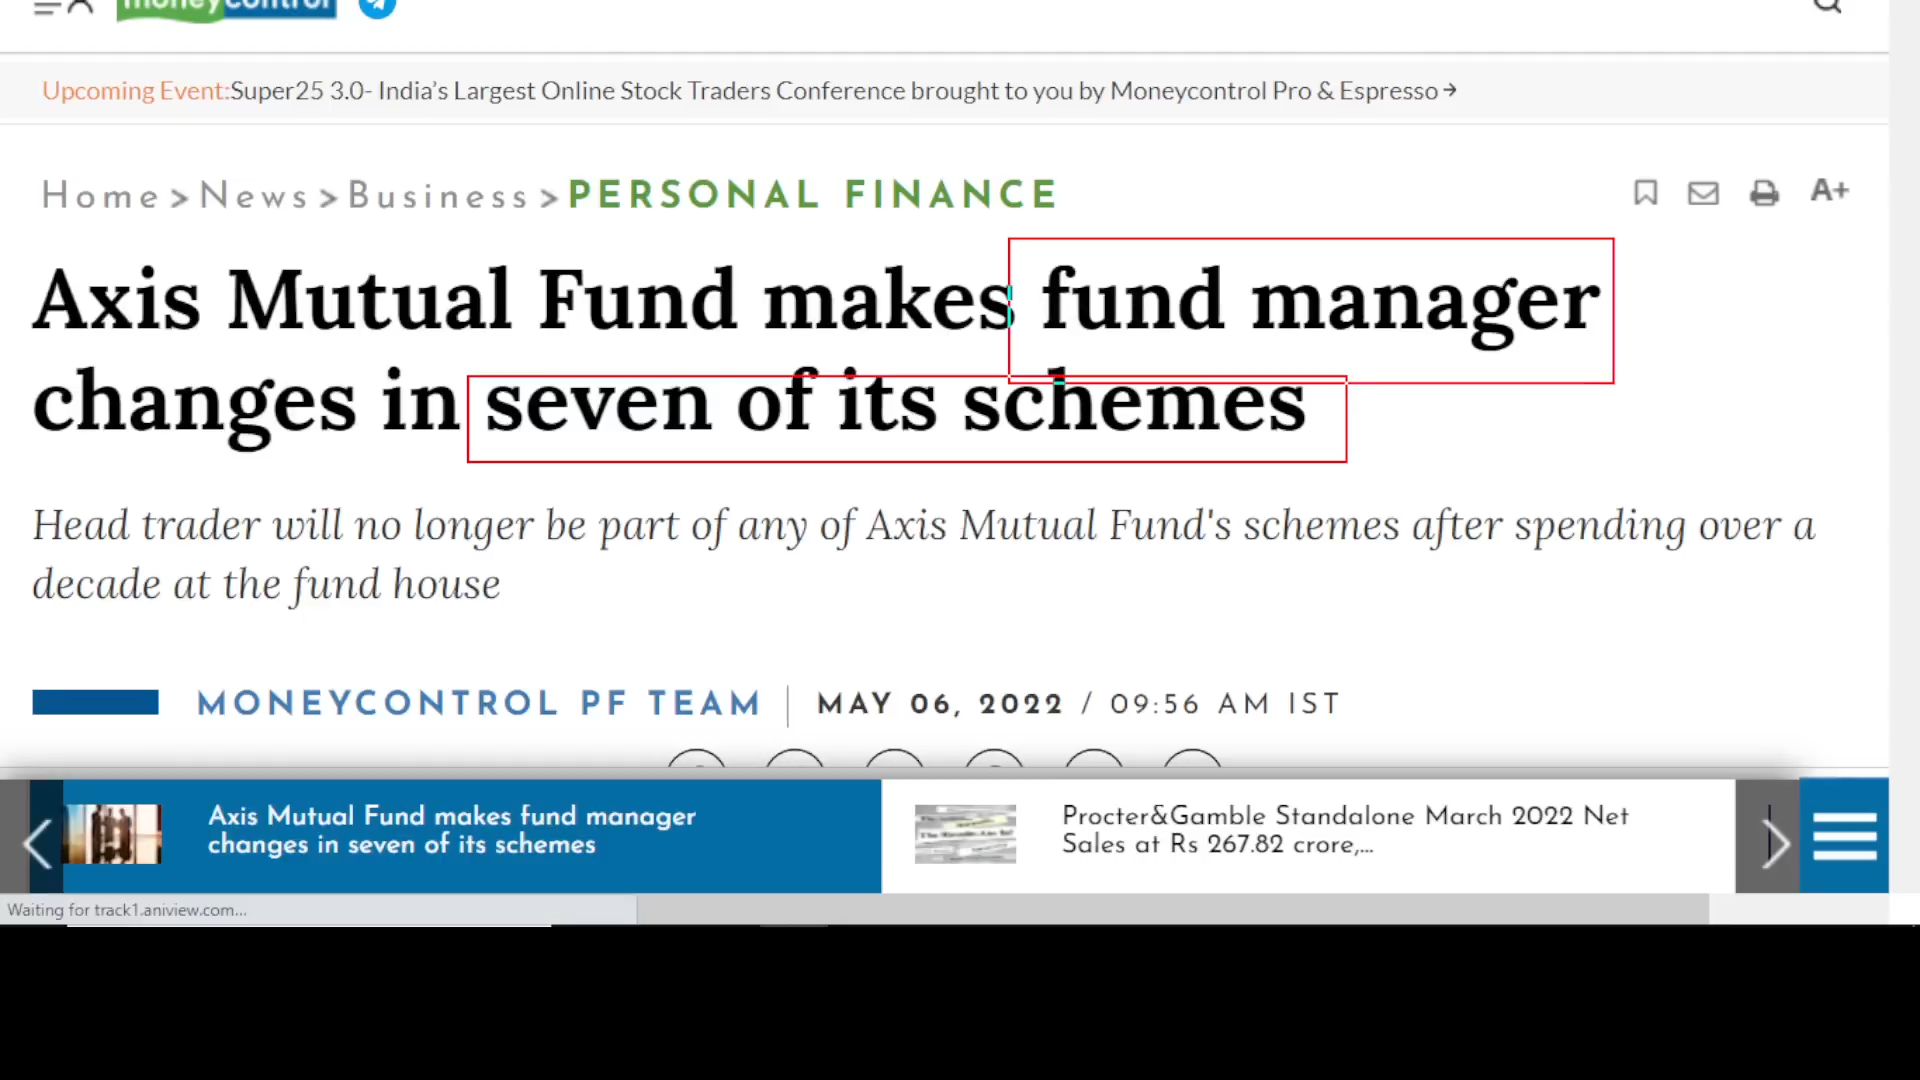 moneycontrol
Upcoming Event:Super25 3.0- India's Largest Online Stock Traders Conference brought to you by Moneycontrol Pro & Espresso →
Home > News > Business > PERSONAL FINANCE
A+
Axis Mutual Fund makes fund manager
changes in seven of its schemes
Head trader will no longer be part of any of Axis Mutual Fund's schemes after spending over a
decade at the fund house
MONEYCONTROL PF TEAM | MAY 06, 2022 / 09:56 AM IST
Axis Mutual Fund makes fund manager
changes in seven of its schemes
Procter&Gamble Standalone March 2022 Net
Sales at Rs 267.82 crore,...
Waiting for track1.aniview.com...